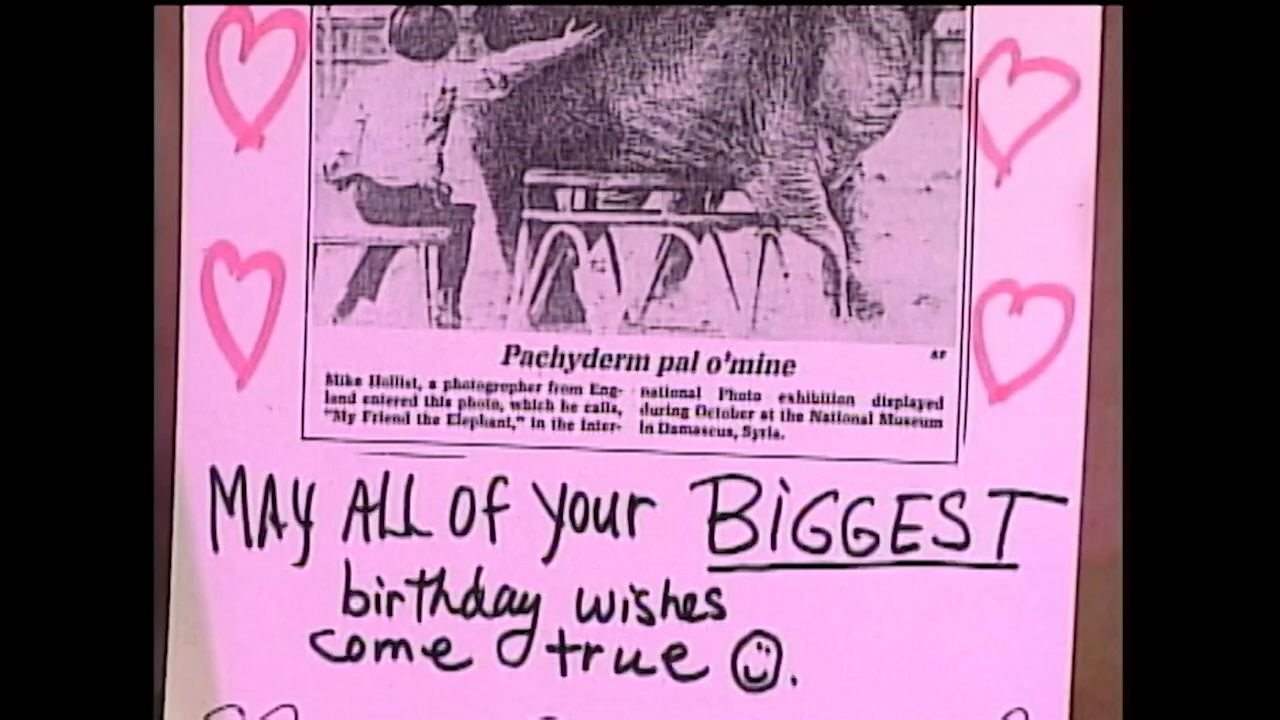 AP
Pachyderm pal o'mine
Mike Hollist, a photographer from Eng-
land entered this photo, which he calls,
"My Friend the Elephant," in the Inter-
national Photo exhibition displayed
during October at the National Museum
in Damascus, Syria.
MAY ALL OF your BiGGEST
birthday wishes
come true